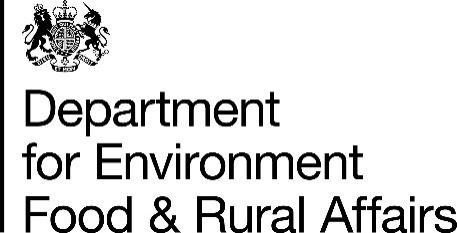 Department
for Environment
Food & Rural Affairs